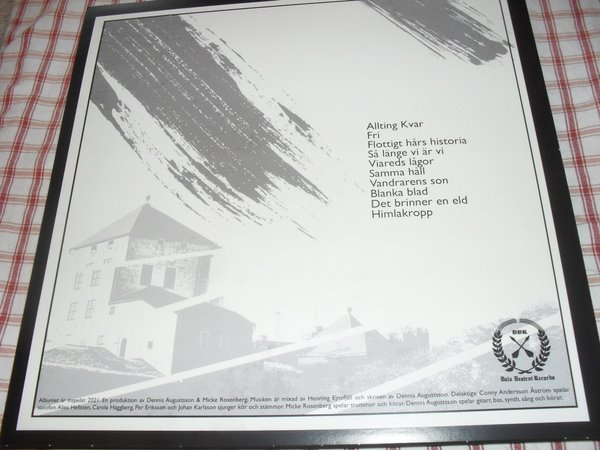 Allting Kvar
Fri
Flottigt hårs historia
Så länge vi är vi
Viareds lågor
Samma håll
Vandrarens son
Blanka blad
Det brinner en eld
Himlakropp
DDR
Dala Destroi Records
Albumet är inspelat 2021. En produktion av Dennis Augustsson & Micke Rosenberg. Musiken är mixad av Henning och skriven av Dennis Augustsson. Delaktiga Conny Andersson Åström spelar
Alles Hellsten, Carola Häggberg, Per Eriksson och Johan Karlsson sjunger kör och stämmor. Micke Rosenberg spelar trummor och körar. Dennis Augustsson spelar gitarr, bas, synth, sång och körar.